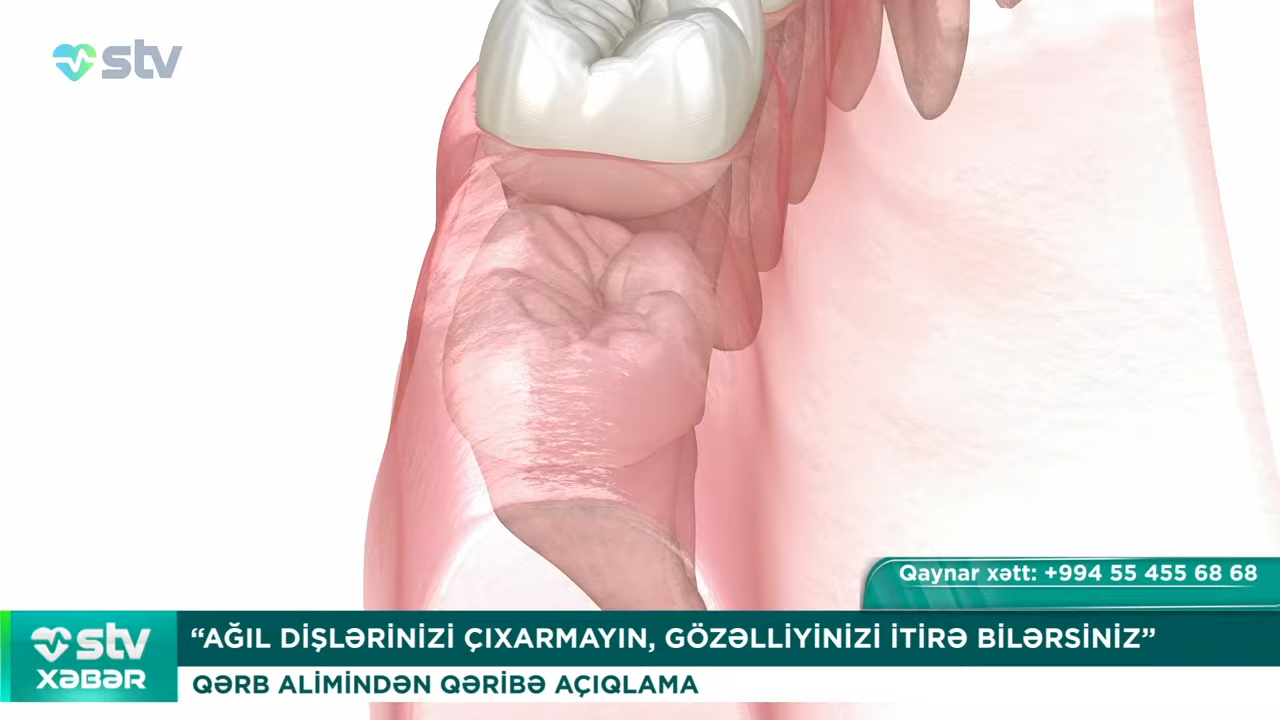 stv
Qaynar xətt: +994 55 455 68 68
stv
XƏBƏR
“AĞIL DİŞLƏRİNİZİ ÇIXARMAYIN, GÖZƏLLİYİNİZİ İTİRƏ BİLƏRSİNİZ”
QƏRB ALİMİNDƏN QƏRİBƏ AÇIQLAMA